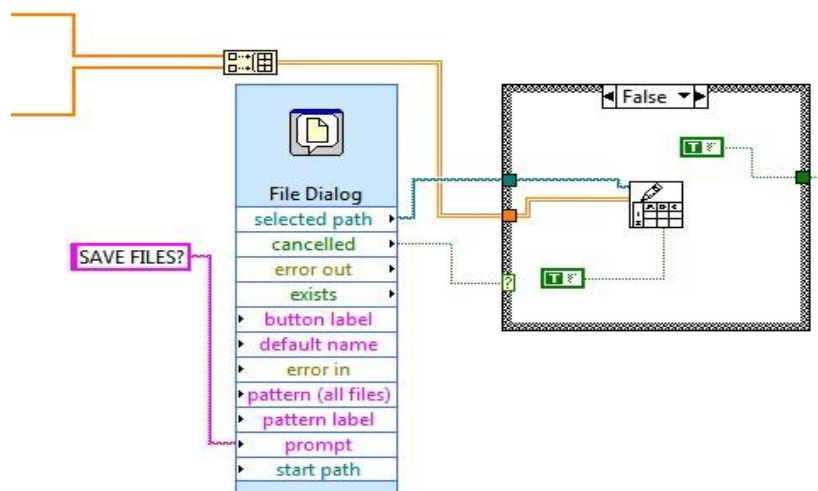 False
T
File Dialog
selected path
cancelled
SAVE FILES?
error out
T
exists
?
button label
default name
error in
pattern (all files)
pattern label
prompt
start path